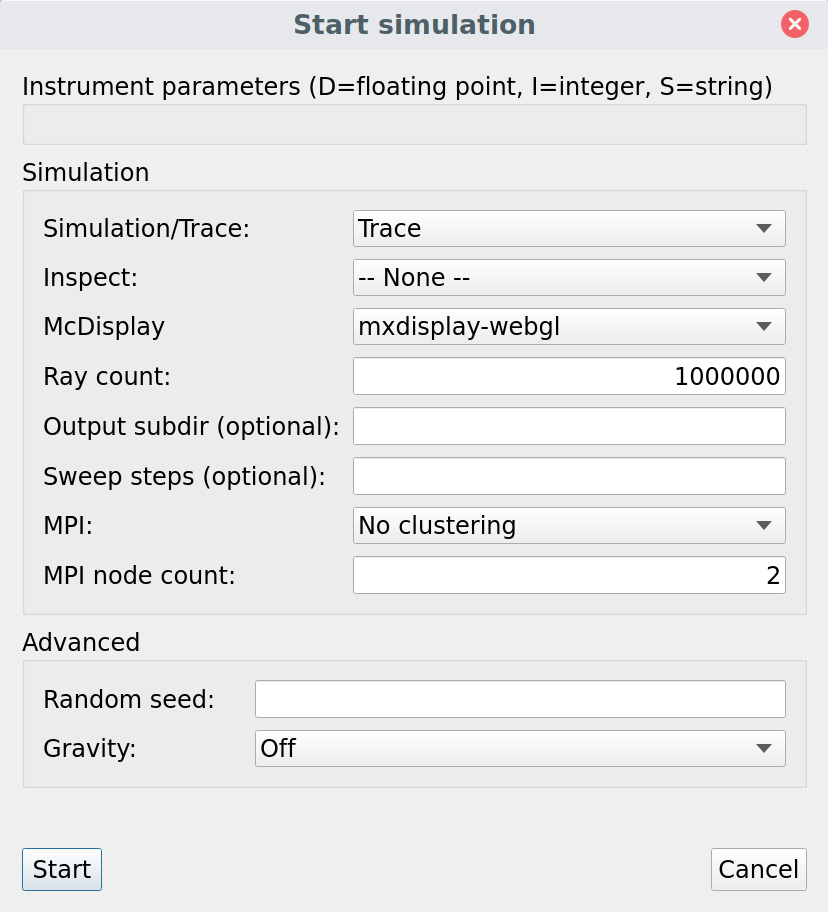 Start simulation
Instrument parameters (D=floating point, I=integer, S=string)
Simulation
Simulation/Trace: Trace
Inspect: -- None --
McDisplay mxdisplay-webgl
Ray count: 1000000
Output subdir (optional):
Sweep steps (optional):
MPI: No clustering
MPI node count: 2
Advanced
Random seed:
Gravity: Off
Start Cancel